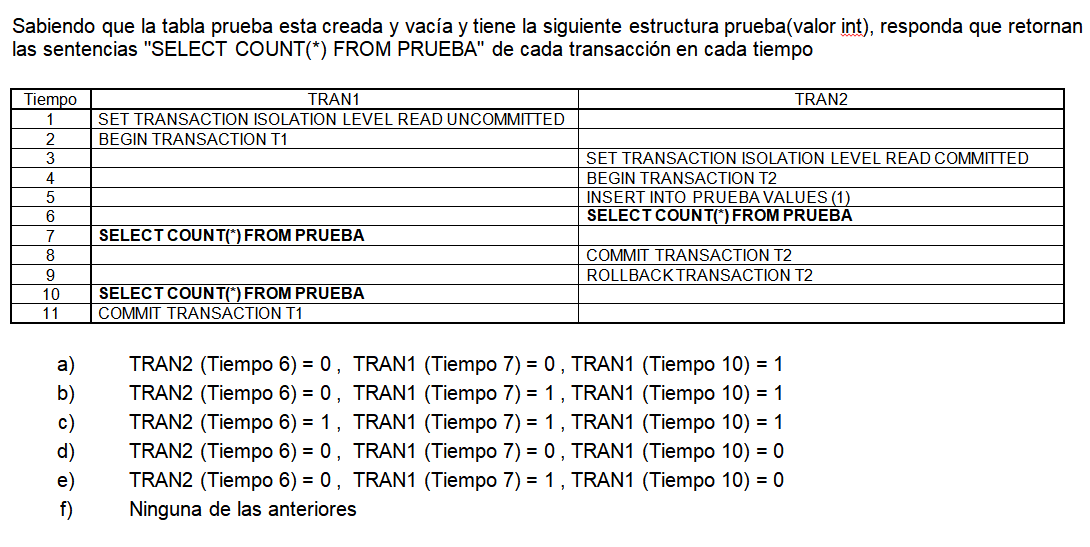 Sabiendo que la tabla prueba esta creada y vacía y tiene la siguiente estructura prueba(valor int), responda que retornan
las sentencias "SELECT COUNT(*) FROM PRUEBA" de cada transacción en cada tiempo
Tiempo TRAN1 TRAN2
1 SET TRANSACTION ISOLATION LEVEL READ UNCOMMITTED
2 BEGIN TRANSACTION T1
3 SET TRANSACTION ISOLATION LEVEL READ COMMITTED
4 BEGIN TRANSACTION T2
5 INSERT INTO PRUEBA VALUES (1)
6 SELECT COUNT(*) FROM PRUEBA
7 SELECT COUNT(*) FROM PRUEBA
8 COMMIT TRANSACTION T2
9 ROLLBACK TRANSACTION T2
10 SELECT COUNT(*) FROM PRUEBA
11 COMMIT TRANSACTION T1
a) TRAN2 (Tiempo 6) = 0 , TRAN1 (Tiempo 7) = 0 , TRAN1 (Tiempo 10) = 1
b) TRAN2 (Tiempo 6) = 0 , TRAN1 (Tiempo 7) = 1 , TRAN1 (Tiempo 10) = 1
c) TRAN2 (Tiempo 6) = 1 , TRAN1 (Tiempo 7) = 1 , TRAN1 (Tiempo 10) = 1
d) TRAN2 (Tiempo 6) = 0 , TRAN1 (Tiempo 7) = 0 , TRAN1 (Tiempo 10) = 0
e) TRAN2 (Tiempo 6) = 0 , TRAN1 (Tiempo 7) = 1 , TRAN1 (Tiempo 10) = 0
f) Ninguna de las anteriores